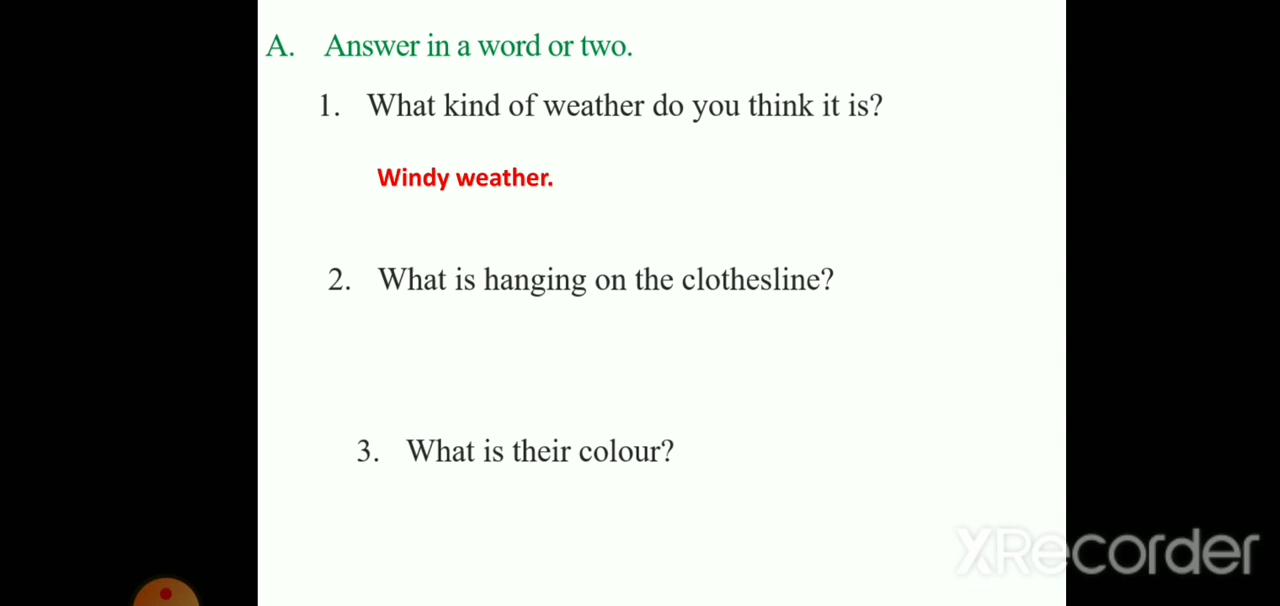 A. Answer in a word or two.
1. What kind of weather do you think it is?
Windy weather.
2. What is hanging on the clothesline?
3. What is their colour?
XRecorder